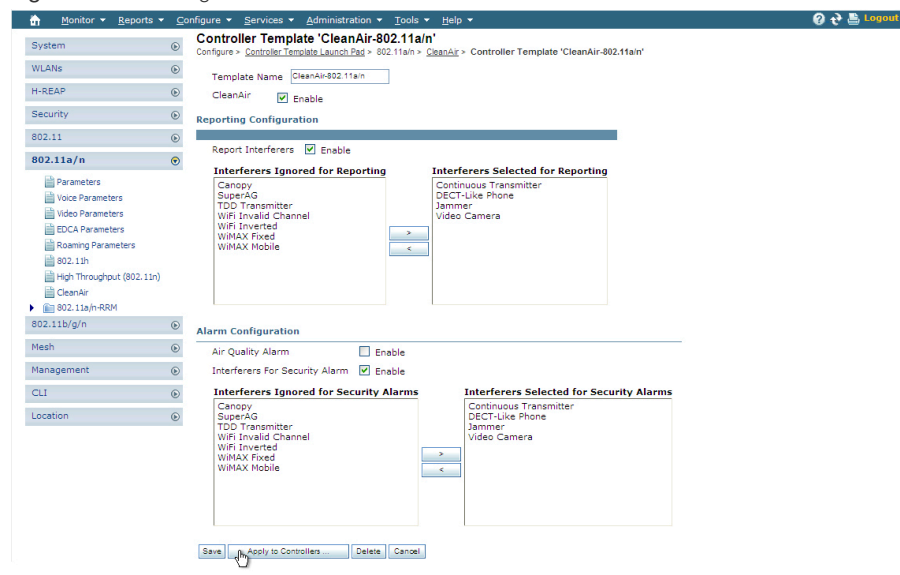 Monitor Reports Configure Services Administration Tools Help Logout
System
WLANs
H-REAP
Security
802.11
802.11a/n
Parameters
Voice Parameters
Video Parameters
EDCA Parameters
Roaming Parameters
802.11h
High Throughput (802.11n)
CleanAir
802.11a/n-RRM
802.11b/g/n
Mesh
Management
CLI
Location
Controller Template 'CleanAir-802.11a/n'
Configure > Controller Template Launch Pad > 802.11a/n > CleanAir > Controller Template 'CleanAir-802.11a/n'
Template Name CleanAir-802.11a/n
CleanAir Enable
Reporting Configuration
Report Interferers Enable
Interferers Ignored for Reporting
Canopy
SuperAG
TDD Transmitter
WiFi Invalid Channel
WiFi Inverted
WiMAX Fixed
WiMAX Mobile
>
<
Interferers Selected for Reporting
Continuous Transmitter
DECT-Like Phone
Jammer
Video Camera
Alarm Configuration
Air Quality Alarm Enable
Interferers For Security Alarm Enable
Interferers Ignored for Security Alarms
Canopy
SuperAG
TDD Transmitter
WiFi Invalid Channel
WiFi Inverted
WiMAX Fixed
WiMAX Mobile
>
<
Interferers Selected for Security Alarms
Continuous Transmitter
DECT-Like Phone
Jammer
Video Camera
Save Apply to Controllers ... Delete Cancel